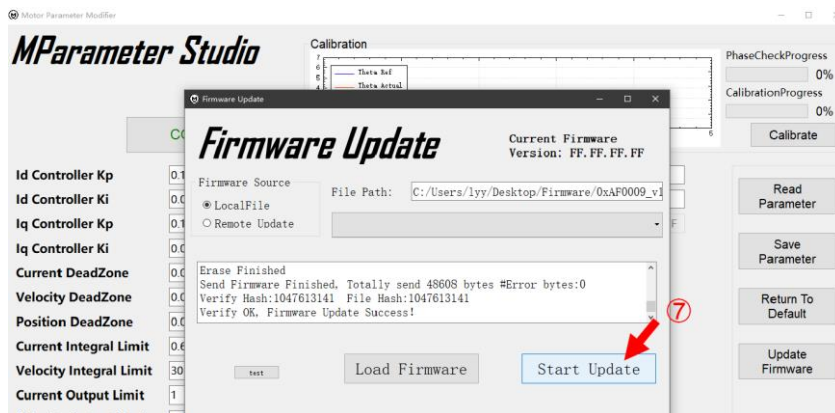 Motor Parameter Modifier
MParameter Studio
Calibration
Theta Ref
Theta Actual
PhaseCheckProgress
0%
CalibrationProgress
0%
Calibrate
Firmware Update
Firmware Update
Current Firmware
Version: FF.FF.FF.FF
Firmware Source
LocalFile
Remote Update
File Path:
C:/Users/lyy/Desktop/Firmware/0xAF0009_v1
Erase Finished
Send Firmware Finished, Totally send 48608 bytes #Error bytes:0
Verify Hash:1047613141 File Hash:1047613141
Verify OK, Firmware Update Success!
⑦
test
Load Firmware
Start Update
Id Controller Kp
Id Controller Ki
Iq Controller Kp
Iq Controller Ki
Current DeadZone
Velocity DeadZone
Position DeadZone
Current Integral Limit
Velocity Integral Limit
30
Current Output Limit
1
Read
Parameter
Save
Parameter
Return To
Default
Update
Firmware